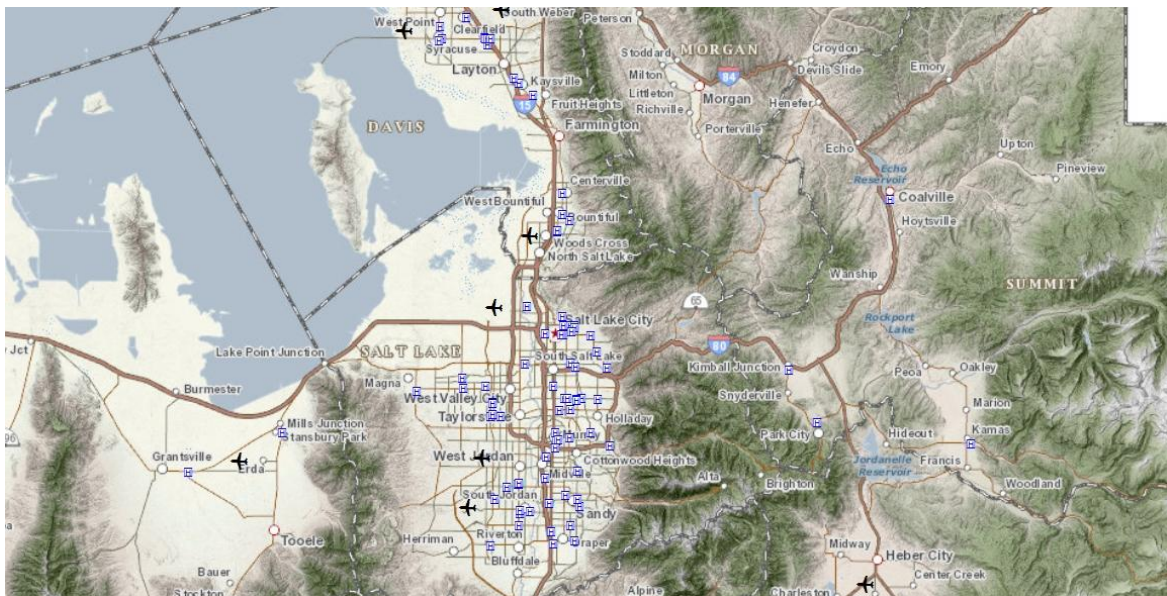 South Weber
West Point
Clearfield
Peterson
Syracuse
Stoddard
MORGAN
Croydon
Layton
Milton
84
Devils Slide
Emory
Kaysville
Littleton
Morgan
15
Fruit Heights
Richville
Henefer
DAVIS
Farmington
Porterville
Echo
Upton
Echo
Reservoir
Pineview
Centerville
West Bountiful
Coalville
Bountiful
Hoytsville
Woods Cross
North Salt Lake
Wanship
SUMMIT
65
Salt Lake City
Rockport
Lake
Jct
Lake Point Junction
SALT LAKE
80
South Salt Lake
Kimball Junction
Peoa
Oakley
Magna
Burmester
West Valley City
Snyderville
Marion
Taylorsville
Holladay
Mills Junction
Stansbury Park
Murray
Park City
Hideout
Kamas
96
Grantsville
Erda
West Jordan
Midvale
Cottonwood Heights
Jordanelle
Reservoir
Francis
Alta
Brighton
Woodland
South Jordan
Sandy
Tooele
Herriman
Riverton
Draper
Midway
Heber City
Bluffdale
Bauer
Stockton
Center Creek
Alpine
Charleston